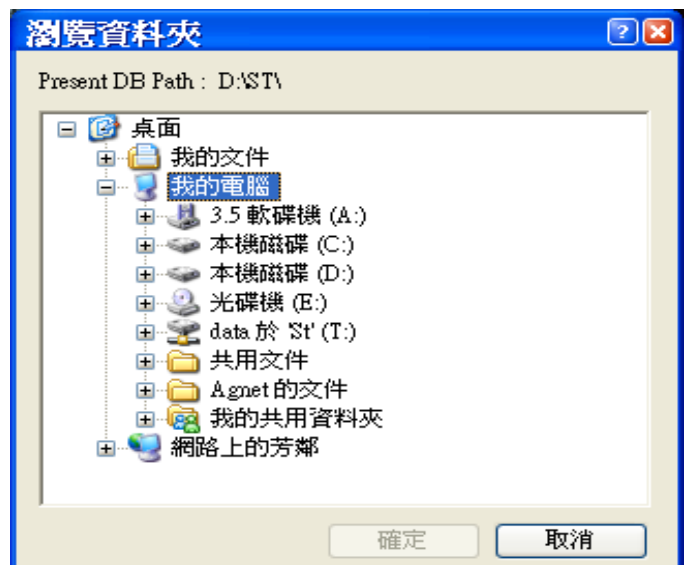 瀏覽資料夾
Present DB Path : D:\ST\
桌面
我的文件
我的電腦
3.5 軟碟機 (A:)
本機磁碟 (C:)
本機磁碟 (D:)
光碟機 (E:)
data 於 'St' (T:)
共用文件
Agnet 的文件
我的共用資料夾
網路上的芳鄰
確定 取消